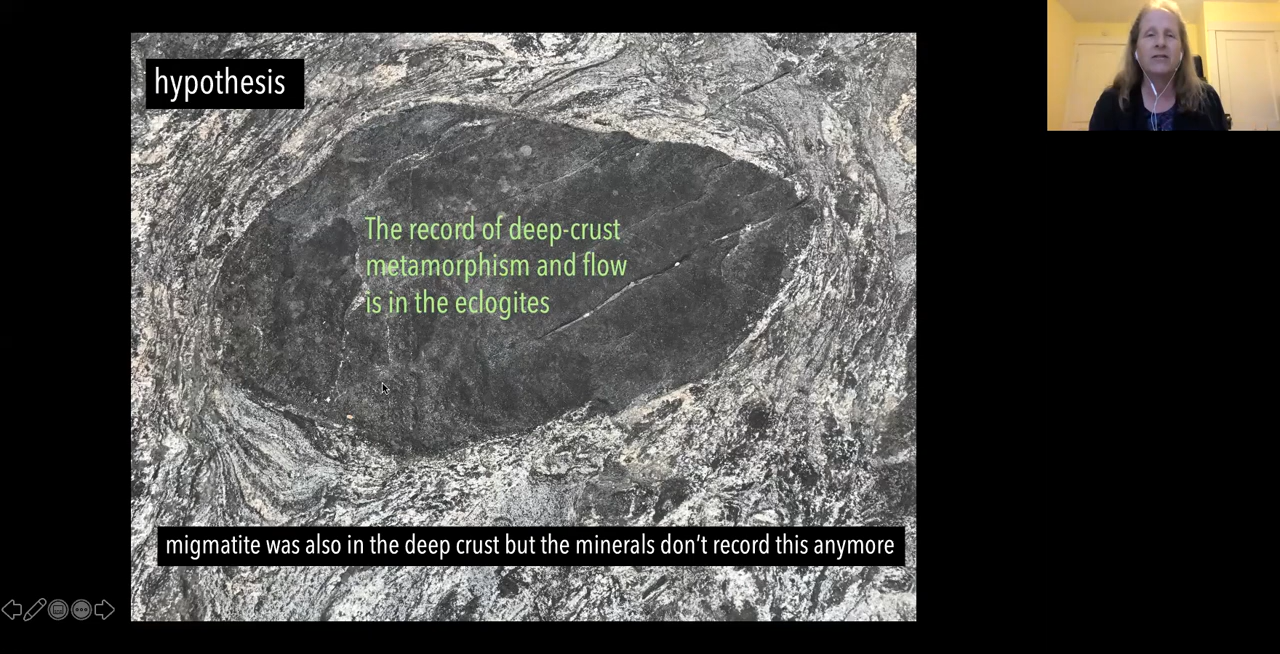 hypothesis
The record of deep-crust
metamorphism and flow
is in the eclogites
migmatite was also in the deep crust but the minerals don’t record this anymore